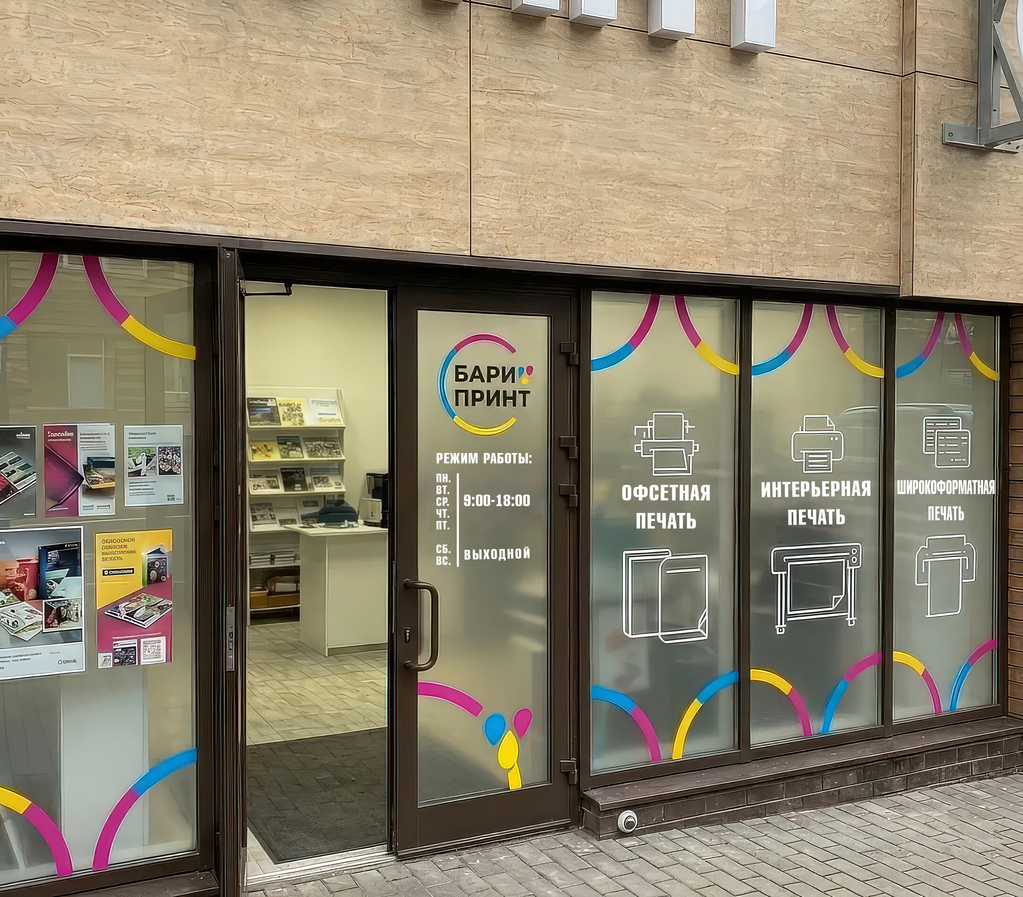 БАРИ
ПРИНТ
РЕЖИМ РАБОТЫ:
ПН.
ВТ.
СР. 9:00-18:00
ЧТ.
ПТ.
СБ. ВЫХОДНОЙ
ВС.
ОФСЕТНАЯ
ПЕЧАТЬ
ИНТЕРЬЕРНАЯ
ПЕЧАТЬ
ШИРОКОФОРМАТНАЯ
ПЕЧАТЬ